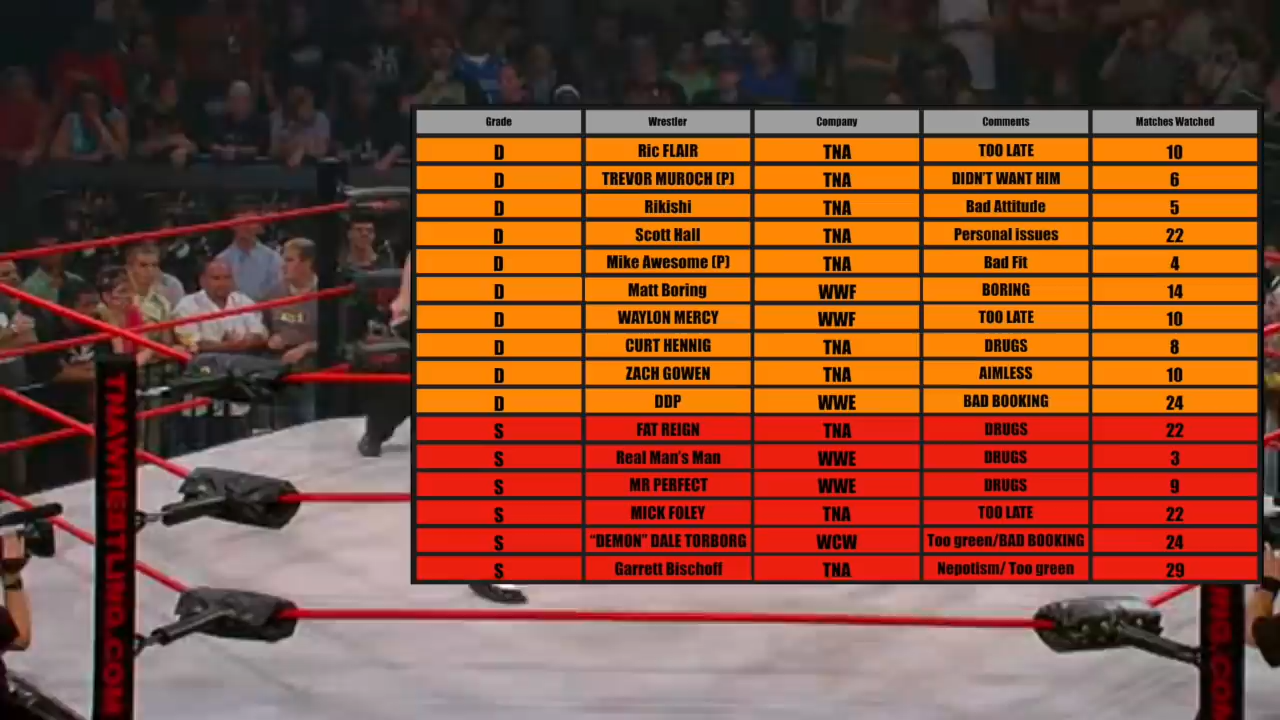 Grade Wrestler Company Comments Matches Watched
D Ric FLAIR TNA TOO LATE 10
D TREVOR MUROCH (P) TNA DIDN'T WANT HIM 6
D Rikishi TNA Bad Attitude 5
D Scott Hall TNA Personal issues 22
D Mike Awesome (P) TNA Bad Fit 4
D Matt Boring WWF BORING 14
D WAYLON MERCY WWF TOO LATE 10
D CURT HENNIG TNA DRUGS 8
D ZACH GOWEN TNA AIMLESS 10
D DDP WWE BAD BOOKING 24
S FAT REIGN TNA DRUGS 22
S Real Man's Man WWE DRUGS 3
S MR PERFECT WWE DRUGS 9
S MICK FOLEY TNA TOO LATE 22
S "DEMON" DALE TORBORG WCW Too green/BAD BOOKING 24
S Garrett Bischoff TNA Nepotism/ Too green 29
TNAWRESTLING.COM
NG.COM